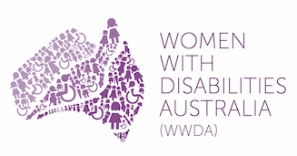 WOMEN
WITH
DISABILITIES
AUSTRALIA
(WWDA)